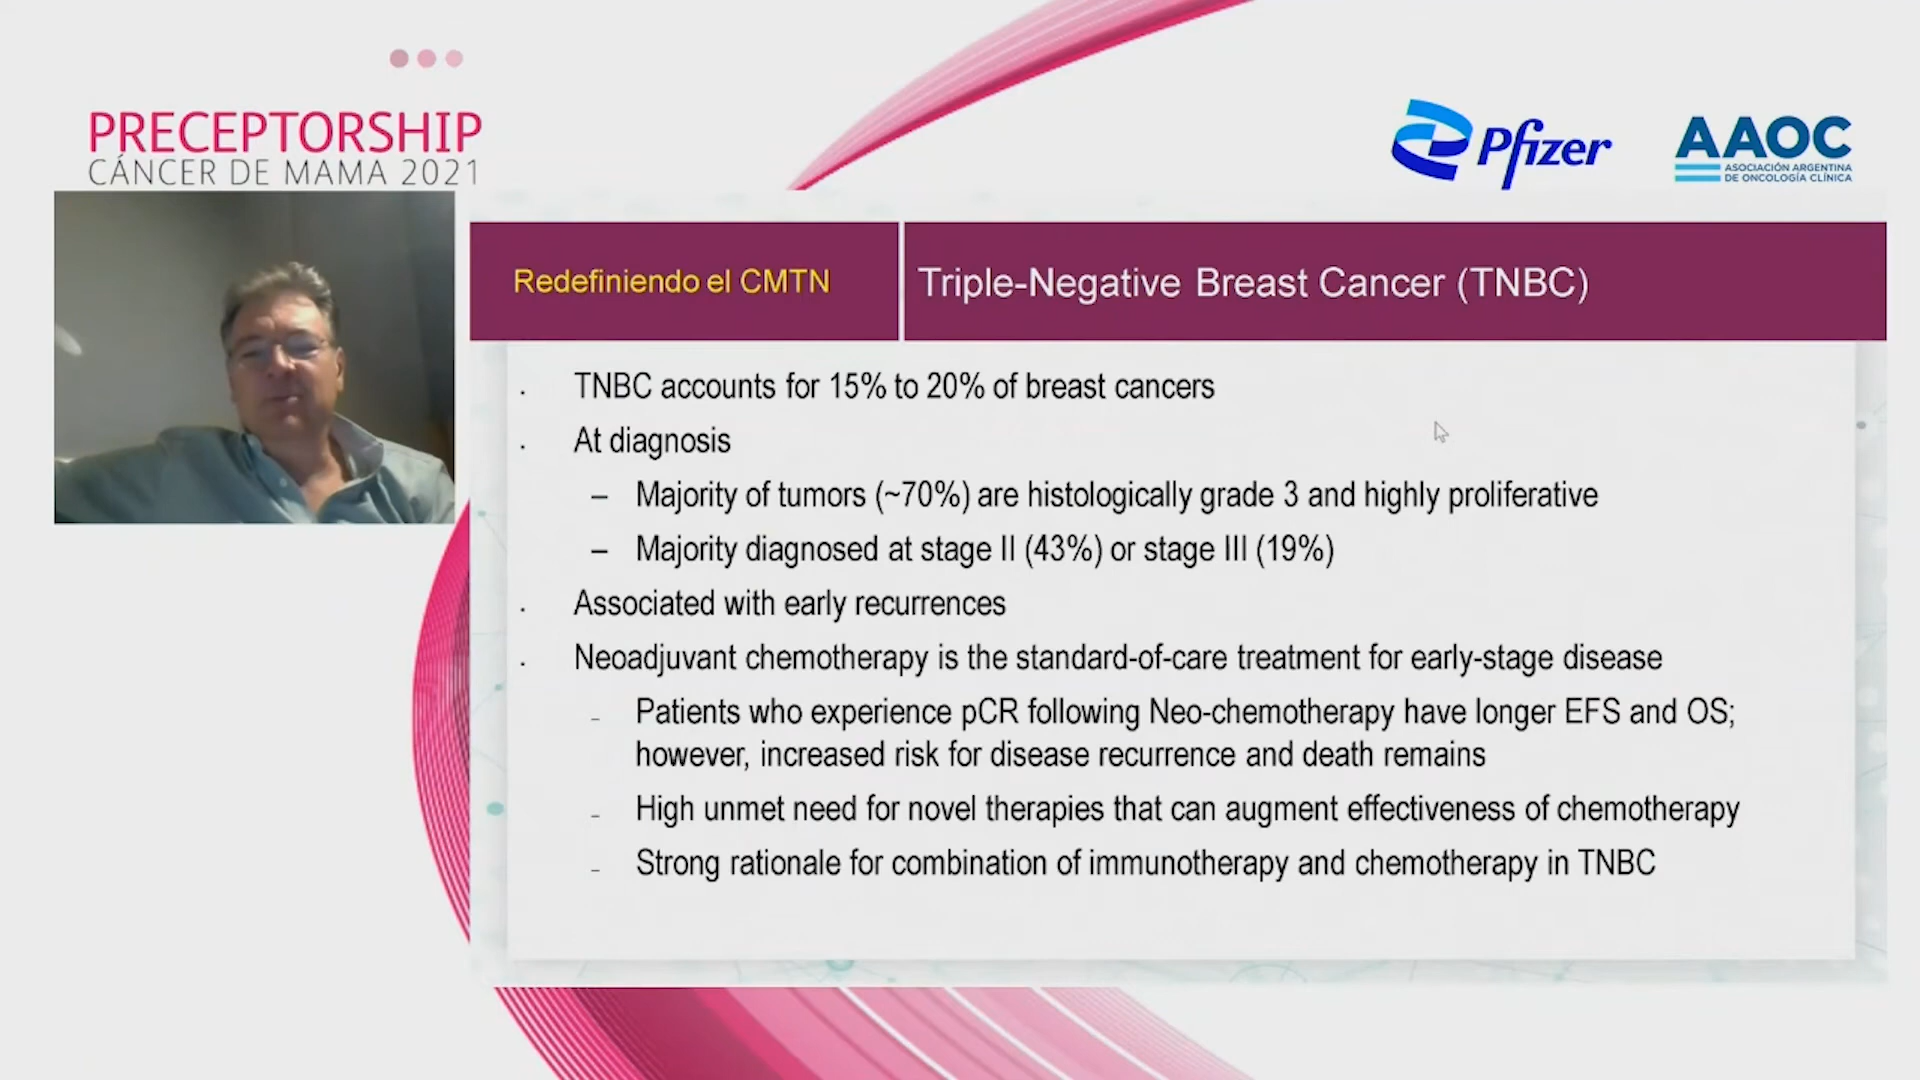 PRECEPTORSHIP
CÁNCER DE MAMA 2021
Pfizer
AAOC
ASOCIACIÓN ARGENTINA
DE ONCOLOGÍA CLÍNICA
Redefiniendo el CMTN
Triple-Negative Breast Cancer (TNBC)
. TNBC accounts for 15% to 20% of breast cancers
. At diagnosis
– Majority of tumors (~70%) are histologically grade 3 and highly proliferative
– Majority diagnosed at stage II (43%) or stage III (19%)
. Associated with early recurrences
. Neoadjuvant chemotherapy is the standard-of-care treatment for early-stage disease
– Patients who experience pCR following Neo-chemotherapy have longer EFS and OS;
however, increased risk for disease recurrence and death remains
– High unmet need for novel therapies that can augment effectiveness of chemotherapy
– Strong rationale for combination of immunotherapy and chemotherapy in TNBC